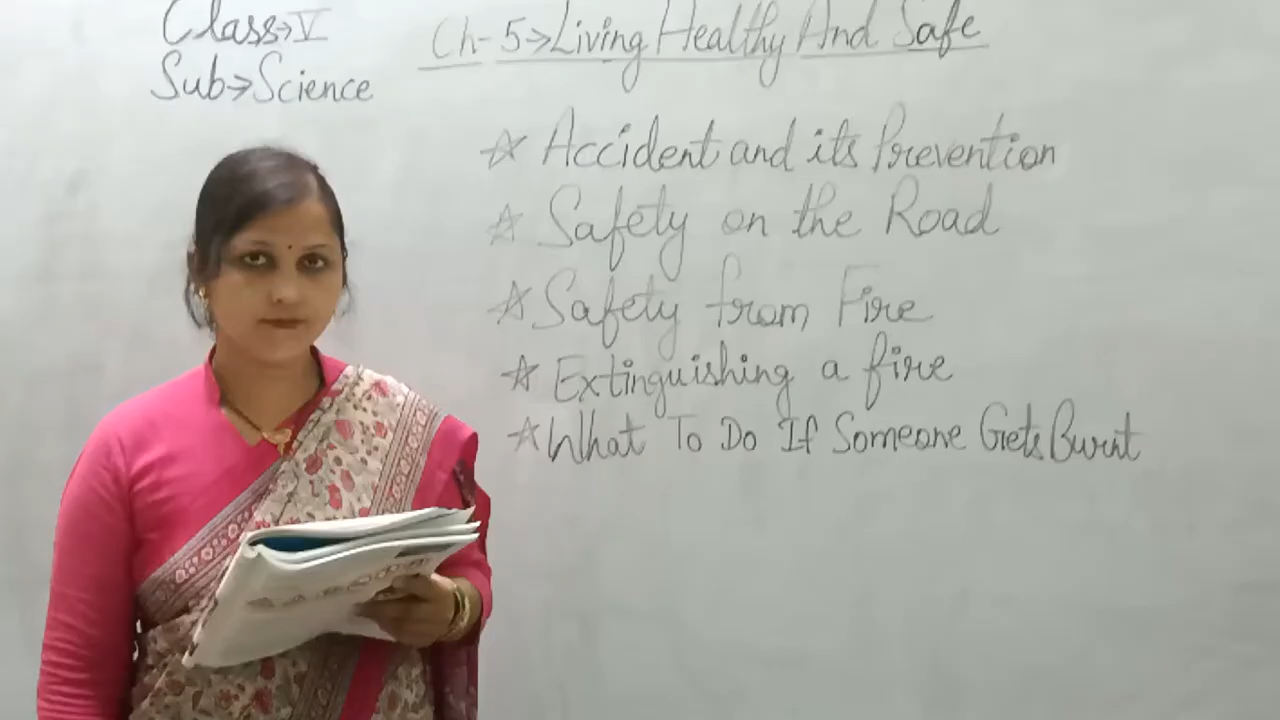 Class→V
Sub→Science
Ch-5→Living Healthy And Safe
☆ Accident and its Prevention
☆ Safety on the Road
☆ Safety from Fire
☆ Extinguishing a fire
☆ What To Do If Someone Gets Burnt